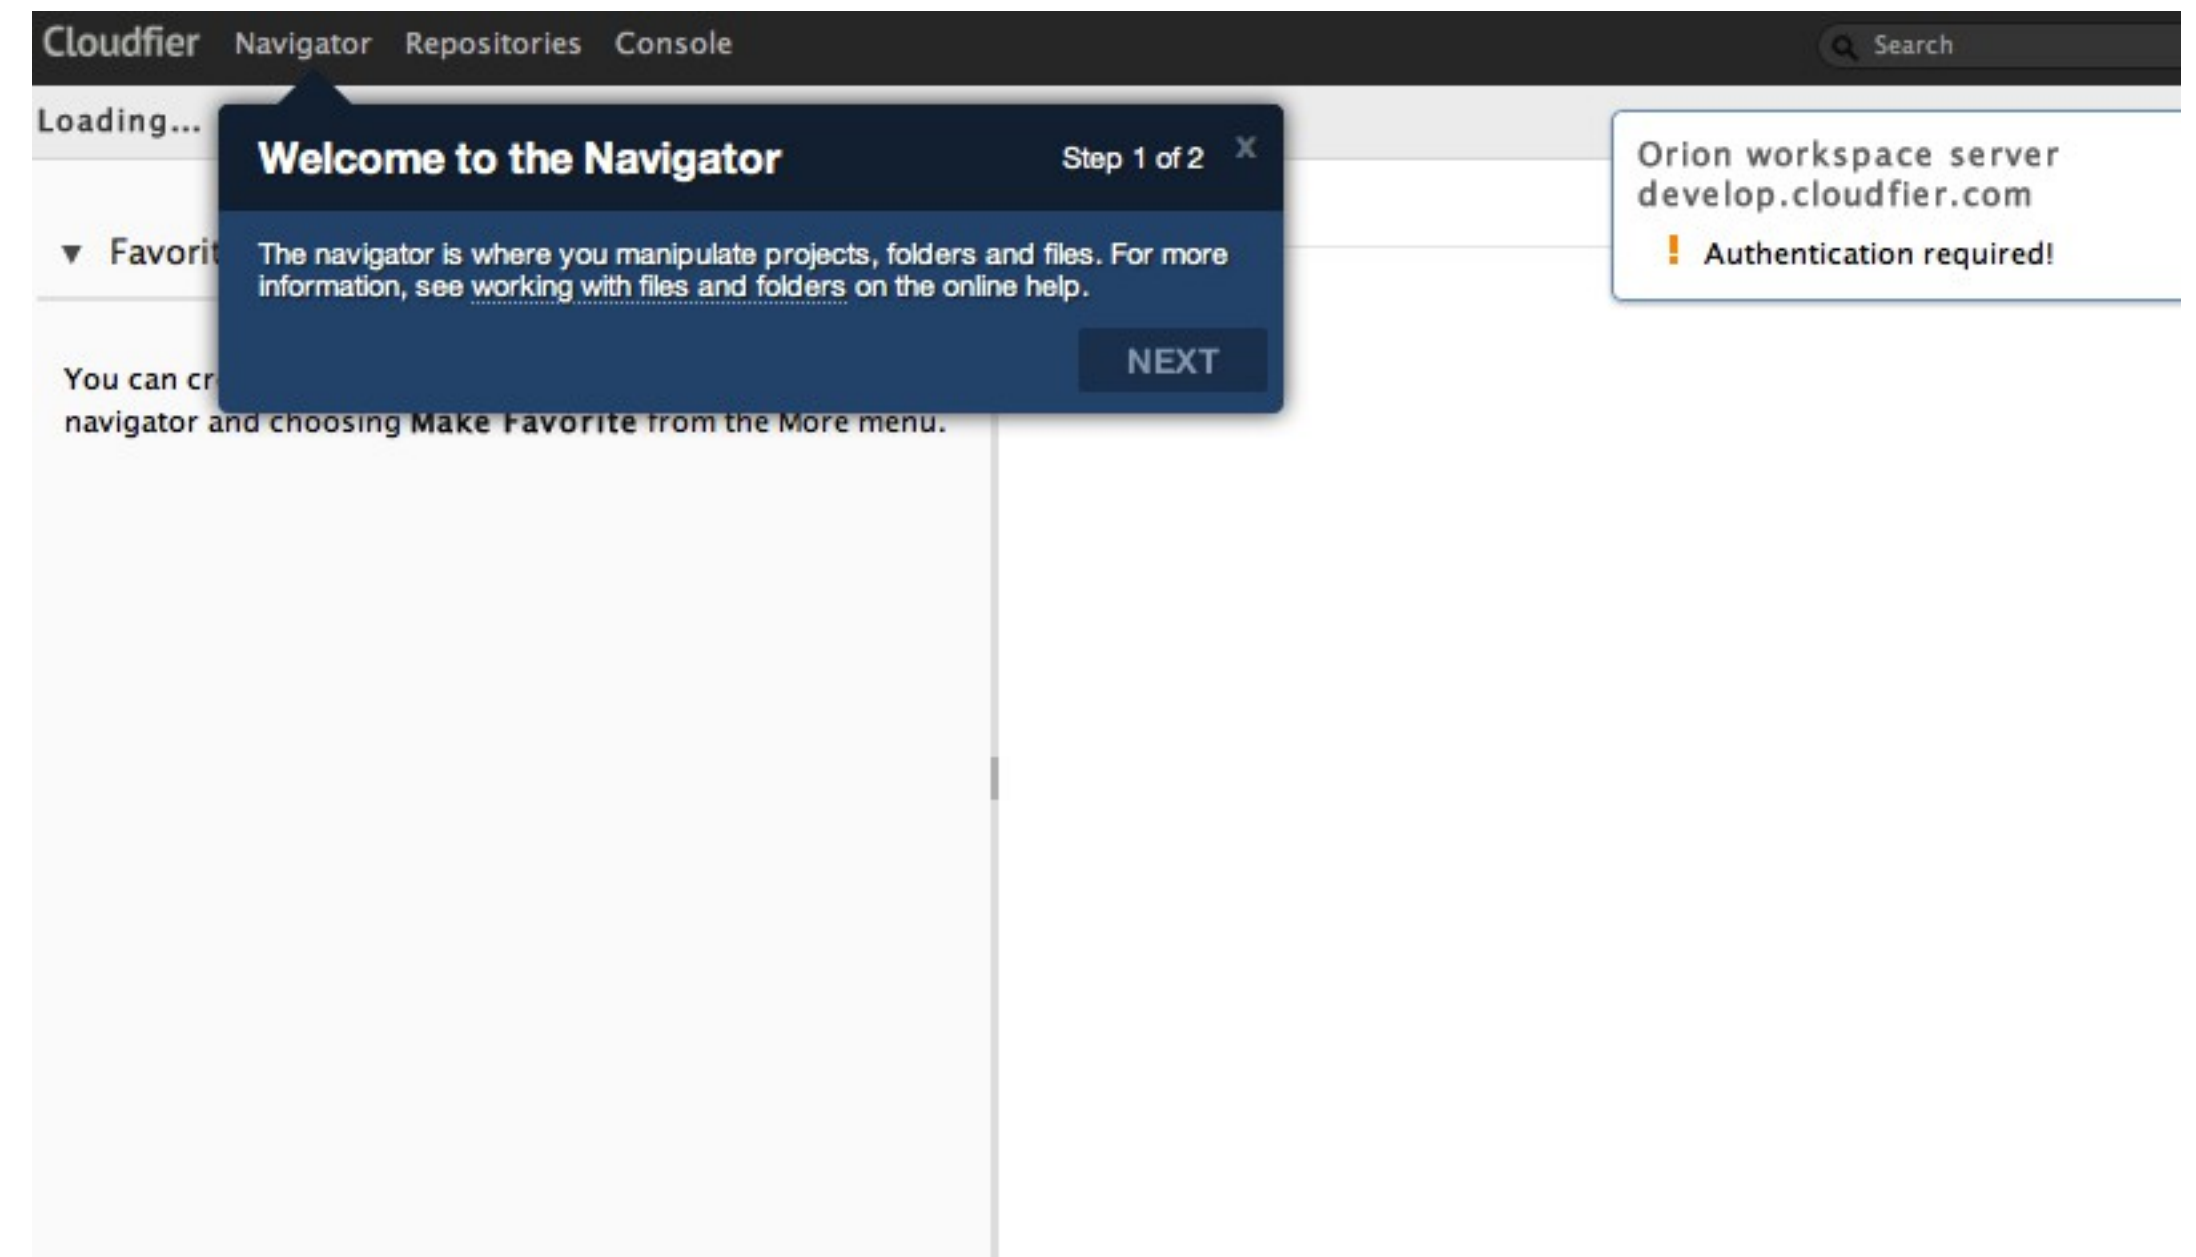 Cloudfier Navigator Repositories Console Search
Loading...
Welcome to the Navigator Step 1 of 2 X
The navigator is where you manipulate projects, folders and files. For more
information, see working with files and folders on the online help.
NEXT
Orion workspace server
develop.cloudfier.com
! Authentication required!
You can
navigator and choosing Make Favorite from the More menu.